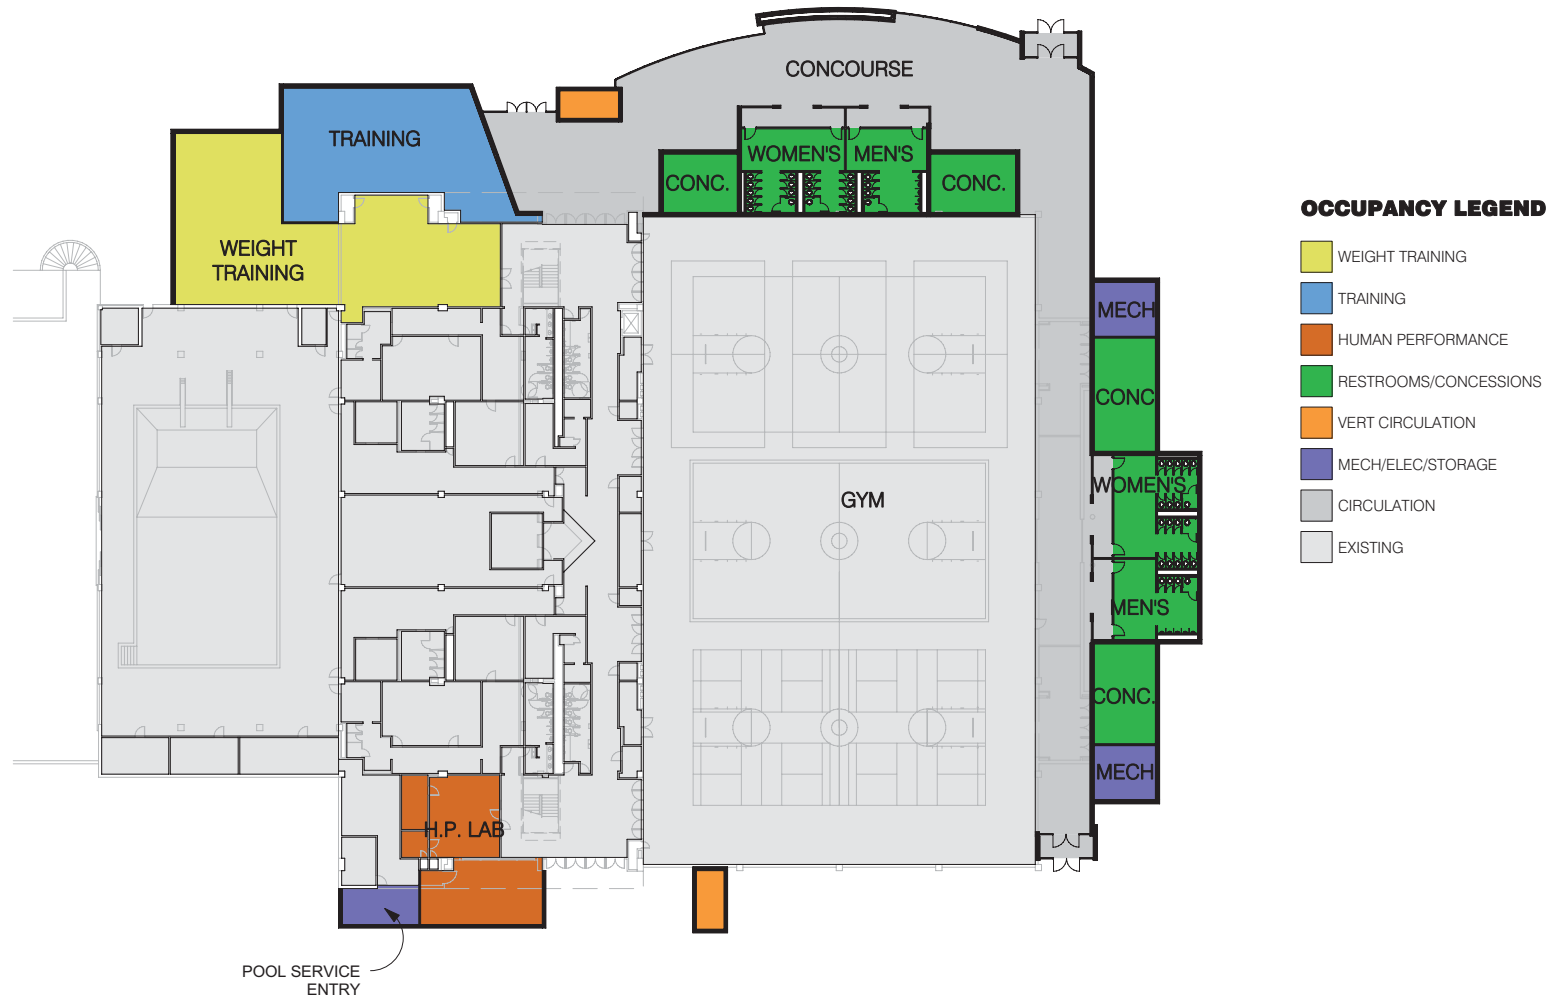 CONCOURSE
TRAINING
WOMEN'S
MEN'S
CONC.
CONC.
WEIGHT
TRAINING
MECH
CONC
WOMEN'S
GYM
MEN'S
CONC.
MECH
H.P. LAB
POOL SERVICE
ENTRY
OCCUPANCY LEGEND
WEIGHT TRAINING
TRAINING
HUMAN PERFORMANCE
RESTROOMS/CONCESSIONS
VERT CIRCULATION
MECH/ELEC/STORAGE
CIRCULATION
EXISTING